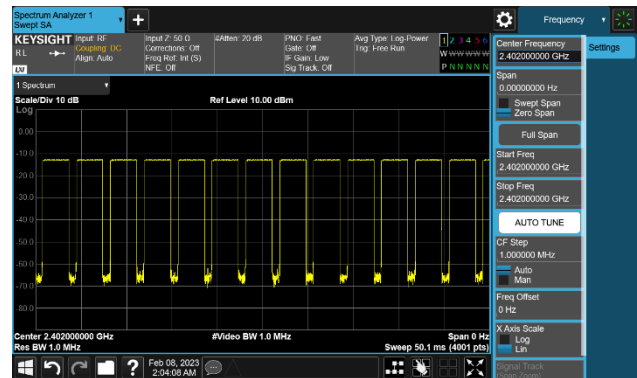 Spectrum Analyzer 1
Swept SA
+
Frequency
KEYSIGHT Input: RF
RL
Coupling: DC
Align: Auto
LXI
Input Z: 50 Ω
Corrections: Off
Freq Ref: Int (S)
NFE: Off
#Atten: 20 dB
PNO: Fast
Gate: Off
IF Gain: Low
Sig Track: Off
Avg Type: Log-Power
Trig: Free Run
1 2 3 4 5 6
W W W W W W
P N N N N N
Center Frequency
2.402000000 GHz
Settings
Span
0.00000000 Hz
Swept Span
Zero Span
Full Span
Start Freq
2.402000000 GHz
Stop Freq
2.402000000 GHz
AUTO TUNE
CF Step
1.000000 MHz
Auto
Man
Freq Offset
0 Hz
X Axis Scale
Log
Lin
Signal Track
(Span Zoom)
1 Spectrum
Scale/Div 10 dB
Ref Level 10.00 dBm
Log
0.00
-10.0
-20.0
-30.0
-40.0
-50.0
-60.0
-70.0
-80.0
Center 2.402000000 GHz
#Video BW 1.0 MHz
Span 0 Hz
Res BW 1.0 MHz
Sweep 50.1 ms (4001 pts)
?
Feb 08, 2023
2:04:08 AM